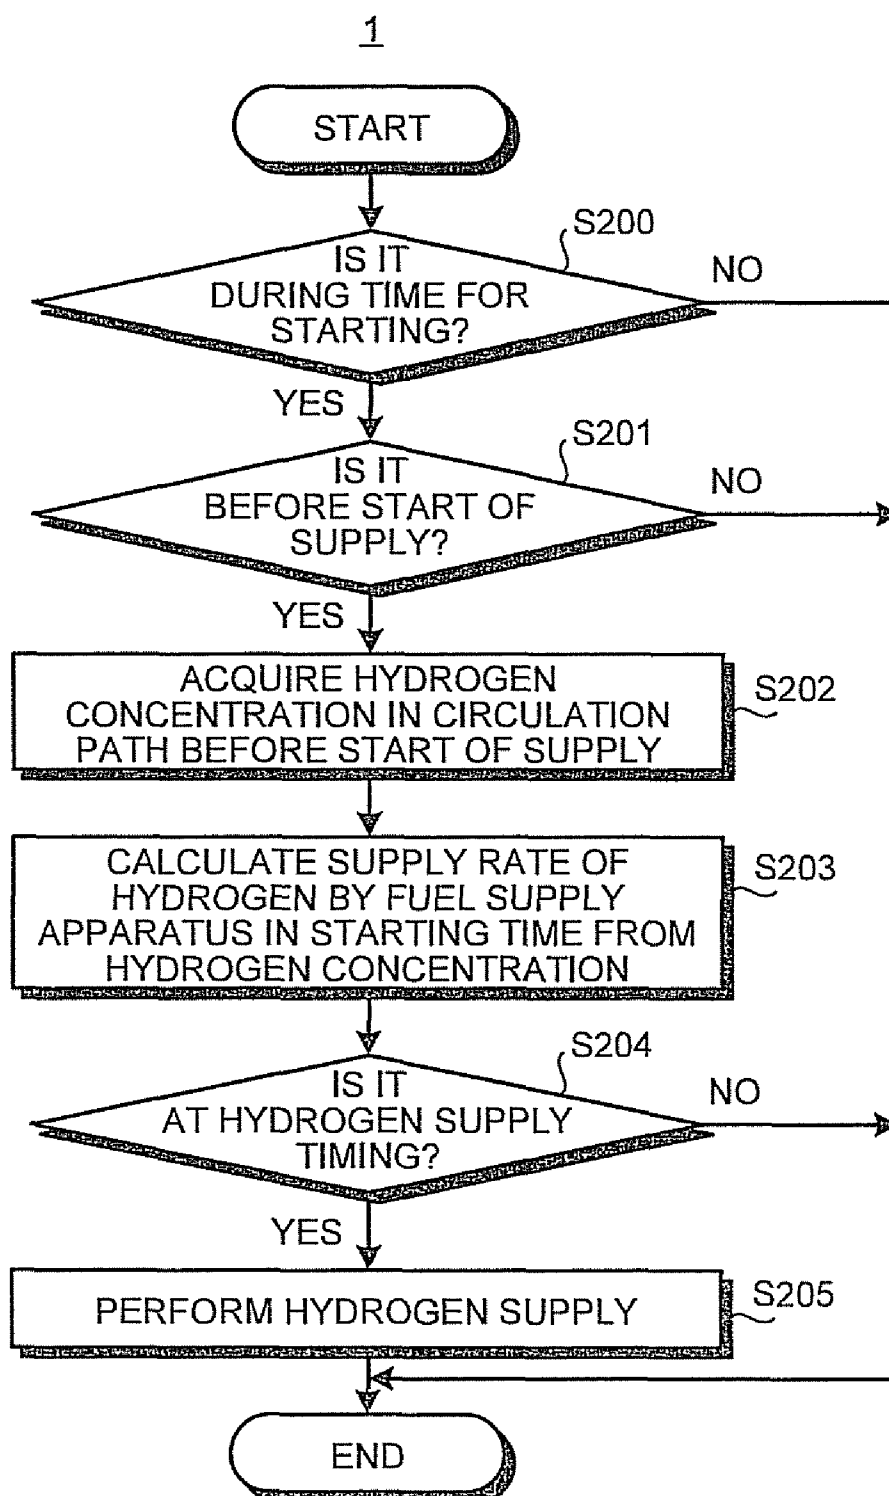 1
START
S200
IS IT
DURING TIME FOR
STARTING?
NO
YES
S201
IS IT
BEFORE START OF
SUPPLY?
NO
YES
ACQUIRE HYDROGEN
CONCENTRATION IN CIRCULATION
PATH BEFORE START OF SUPPLY
S202
CALCULATE SUPPLY RATE OF
HYDROGEN BY FUEL SUPPLY
APPARATUS IN STARTING TIME FROM
HYDROGEN CONCENTRATION
S203
S204
IS IT
AT HYDROGEN SUPPLY
TIMING?
NO
YES
PERFORM HYDROGEN SUPPLY
S205
END